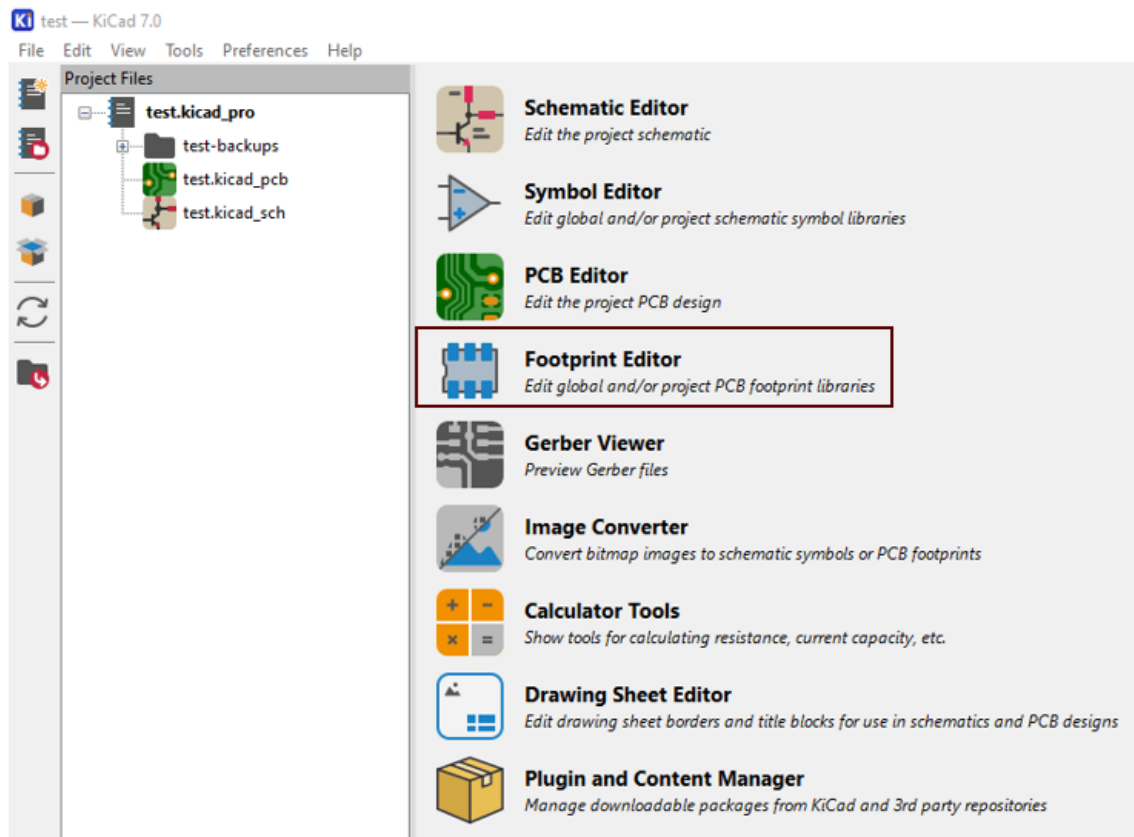 Ki test — KiCad 7.0
File Edit View Tools Preferences Help
Project Files
test.kicad_pro
test-backups
test.kicad_pcb
test.kicad_sch
Schematic Editor
Edit the project schematic
Symbol Editor
Edit global and/or project schematic symbol libraries
PCB Editor
Edit the project PCB design
Footprint Editor
Edit global and/or project PCB footprint libraries
Gerber Viewer
Preview Gerber files
Image Converter
Convert bitmap images to schematic symbols or PCB footprints
Calculator Tools
Show tools for calculating resistance, current capacity, etc.
Drawing Sheet Editor
Edit drawing sheet borders and title blocks for use in schematics and PCB designs
Plugin and Content Manager
Manage downloadable packages from KiCad and 3rd party repositories